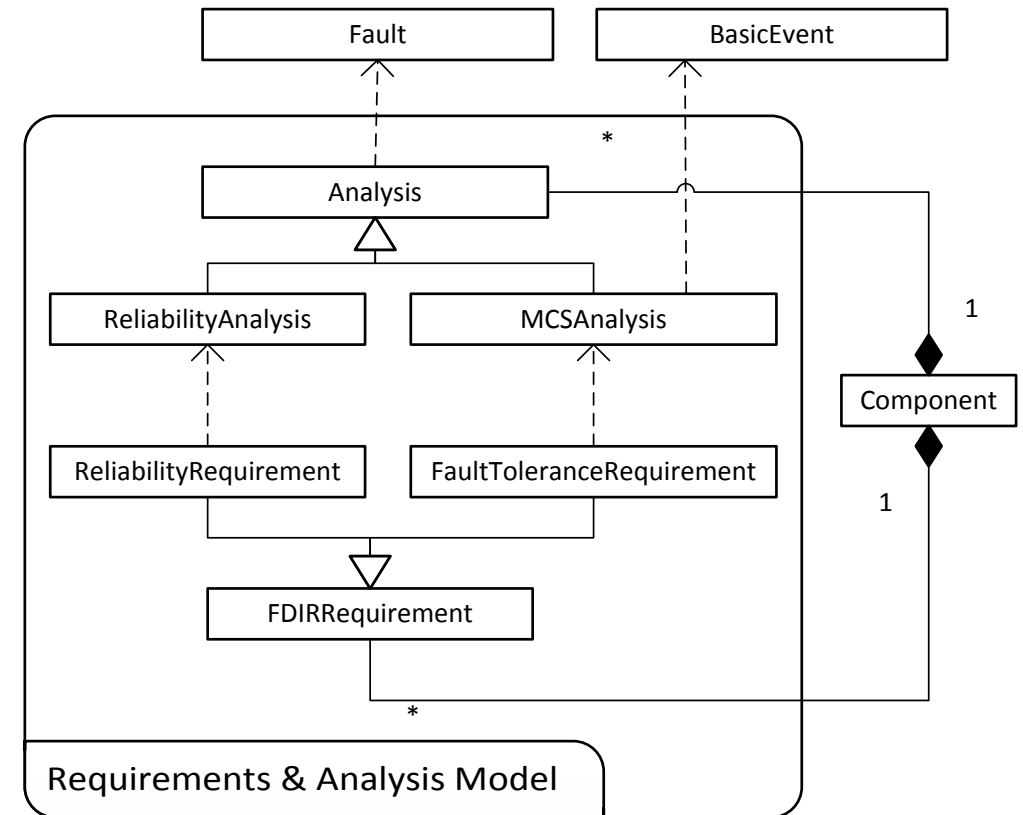 Fault
BasicEvent
*
Analysis
ReliabilityAnalysis
MCSAnalysis
1
Component
ReliabilityRequirement
FaultToleranceRequirement
1
FDIRRequirement
*
Requirements & Analysis Model